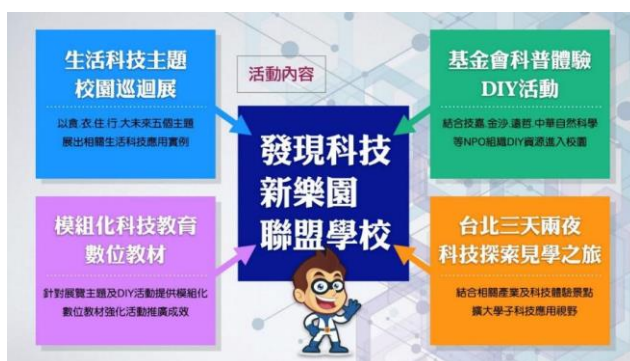 生活科技主題
校園巡迴展
以食.衣.住.行.大未來五個主題
展出相關生活科技應用實例
活動內容
基金會科普體驗
DIY活動
結合技嘉.金沙.遠哲.中華自然科學
等NPO組織DIY資源進入校園
發現科技
新樂園
聯盟學校
模組化科技教育
數位教材
針對展覽主題及DIY活動提供模組化
數位教材強化活動推廣成效
台北三天兩夜
科技探索見學之旅
結合相關產業及科技體驗景點
擴大學子科技應用視野